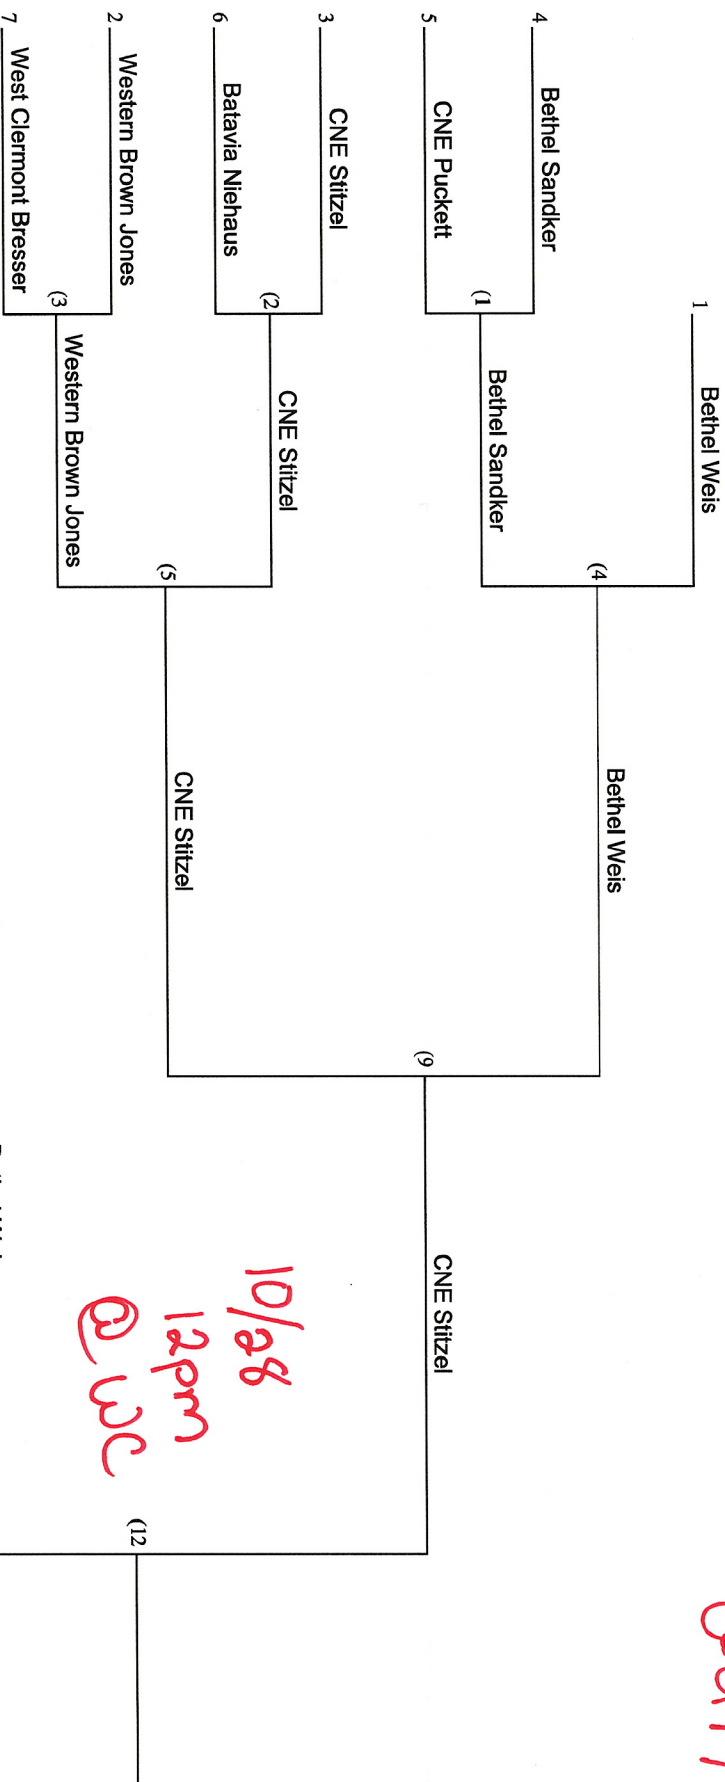 1 Bethel Weis
4 Bethel Sandker
(1 Bethel Sandker
5 CNE Puckett
(4 Bethel Weis
3 CNE Stitzel
(2 CNE Stitzel
6 Batavia Niehaus
(9 CNE Stitzel
2 Western Brown Jones
(5 CNE Stitzel
(3 Western Brown Jones
7 West Clermont Bresser
10/28
12pm
@ WC
(12